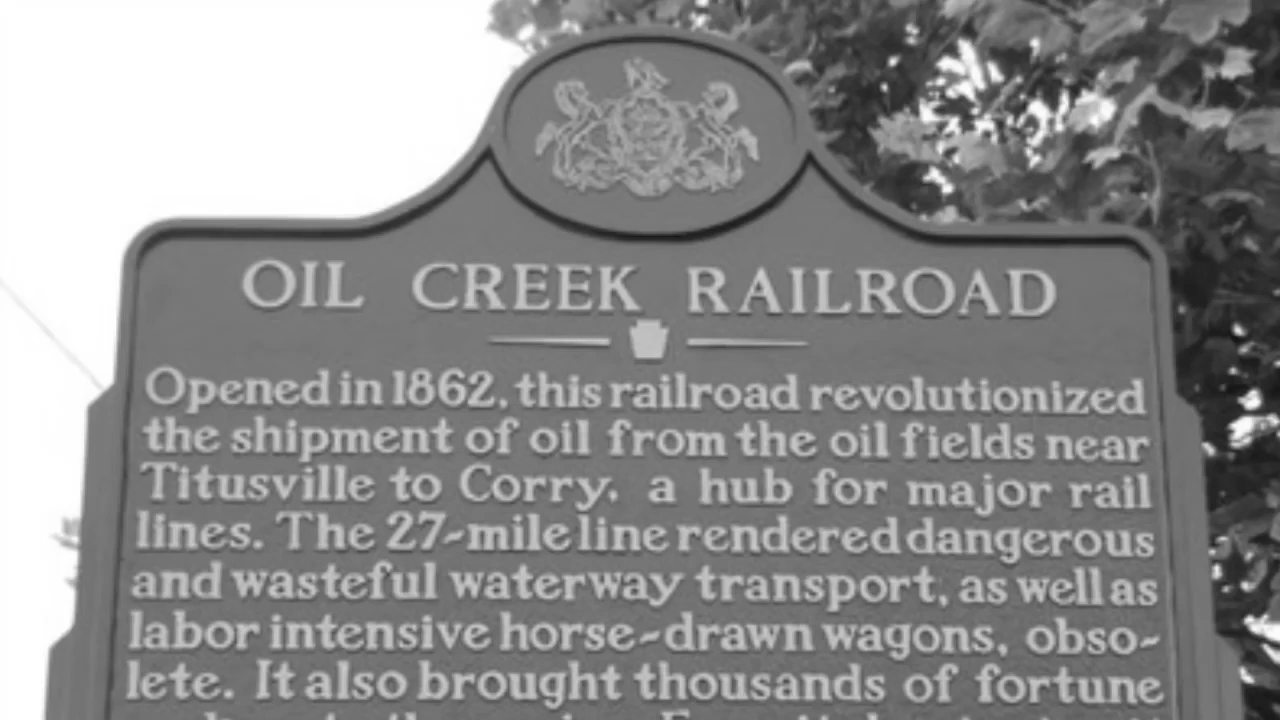 OIL CREEK RAILROAD
Opened in 1862, this railroad revolutionized
the shipment of oil from the oil fields near
Titusville to Corry, a hub for major rail
lines. The 27-mile line rendered dangerous
and wasteful waterway transport, as well as
labor intensive horse-drawn wagons, obso-
lete. It also brought thousands of fortune